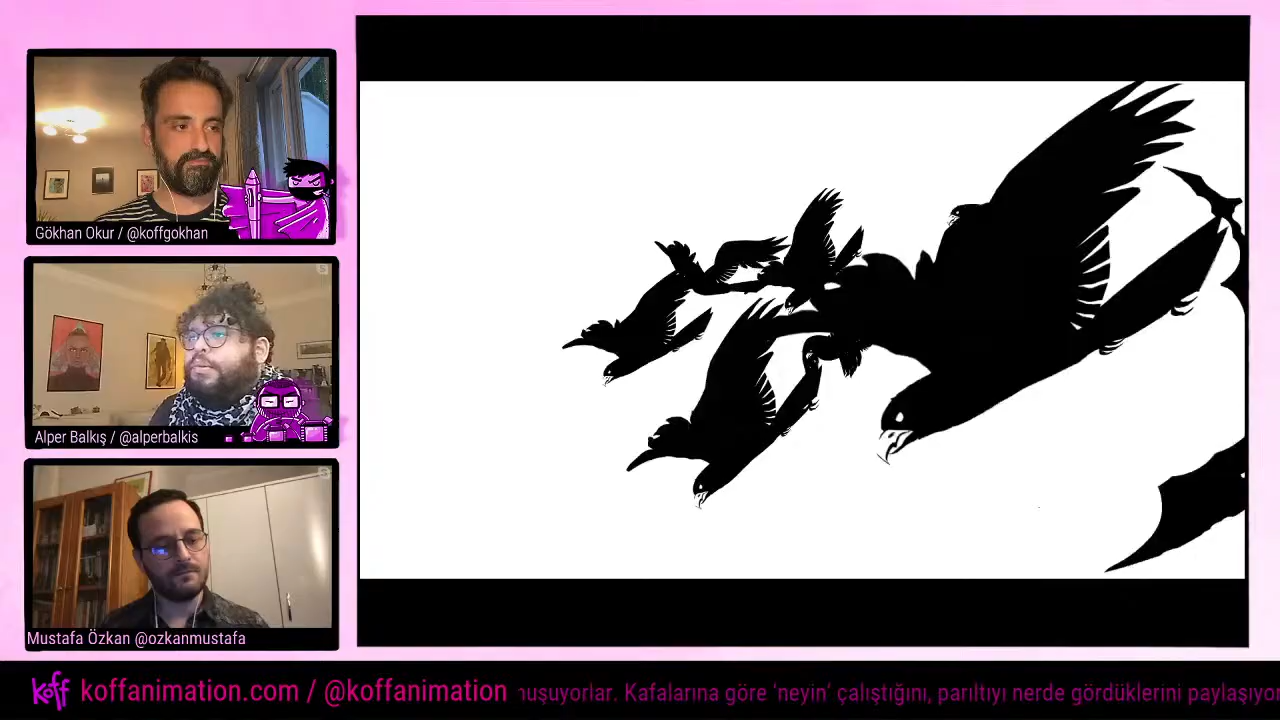 Gökhan Okur / @koffgokhan
Alper Balkış / @alperbalkis
Mustafa Özkan @ozkanmustafa
koff koffanimation.com / @koffanimation
Kafalarına göre 'neyin' çalıştığını, parıltıyı nerde gördüklerini